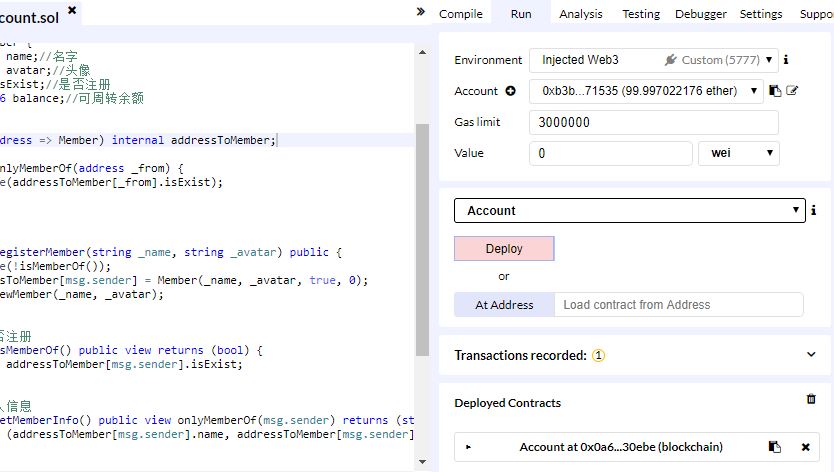 count.sol
ber {
name;//名字
avatar;//头像
sExist;//是否注册
6 balance;//可周转余额
dress => Member) internal addressToMember;
nlyMemberOf(address _from) {
e(addressToMember[_from].isExist);
egisterMember(string _name, string _avatar) public {
e(!isMemberOf());
sToMember[msg.sender] = Member(_name, _avatar, true, 0);
ewMember(_name, _avatar);
否注册
sMemberOf() public view returns (bool) {
addressToMember[msg.sender].isExist;
人信息
etMemberInfo() public view onlyMemberOf(msg.sender) returns (st
(addressToMember[msg.sender].name, addressToMember[msg.sender]
Compile Run Analysis Testing Debugger Settings Suppo
Environment Injected Web3 Custom (5777)
Account 0xb3b...71535 (99.997022176 ether)
Gas limit 3000000
Value 0 wei
Account
Deploy
or
At Address Load contract from Address
Transactions recorded: 1
Deployed Contracts
Account at 0x0a6...30ebe (blockchain)